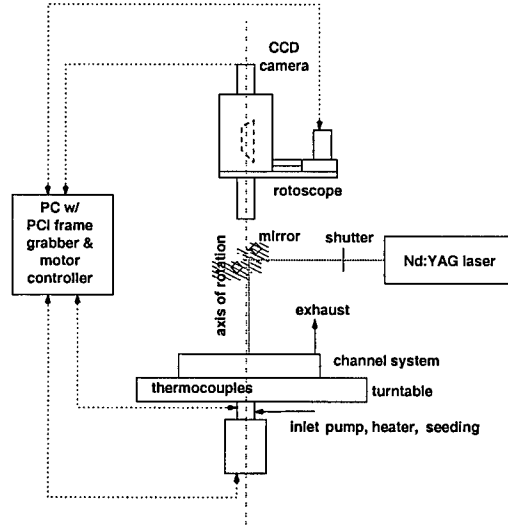 CCD
camera
rotoscope
PC w/
PCI frame
grabber &
motor
controller
mirror
shutter
Nd:YAG laser
axis of rotation
exhaust
channel system
thermocouples
turntable
inlet pump, heater, seeding